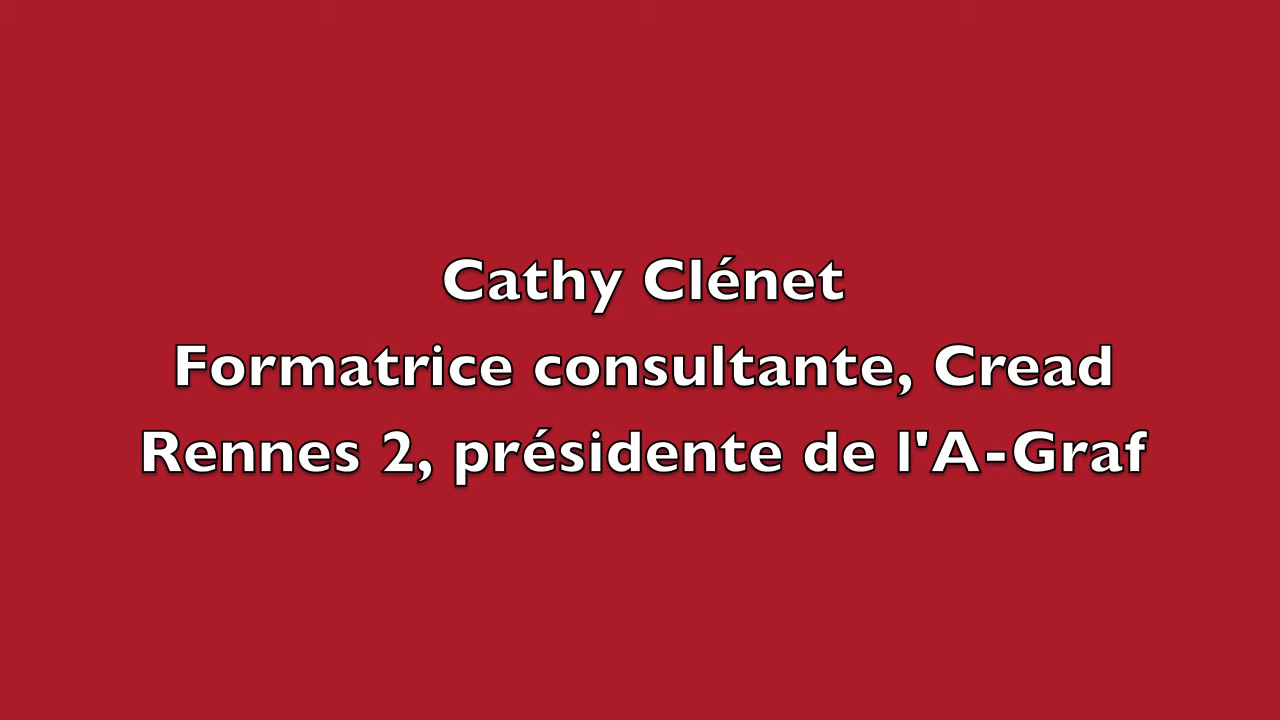 Cathy Clénet
Formatrice consultante, Cread
Rennes 2, présidente de l'A-Graf